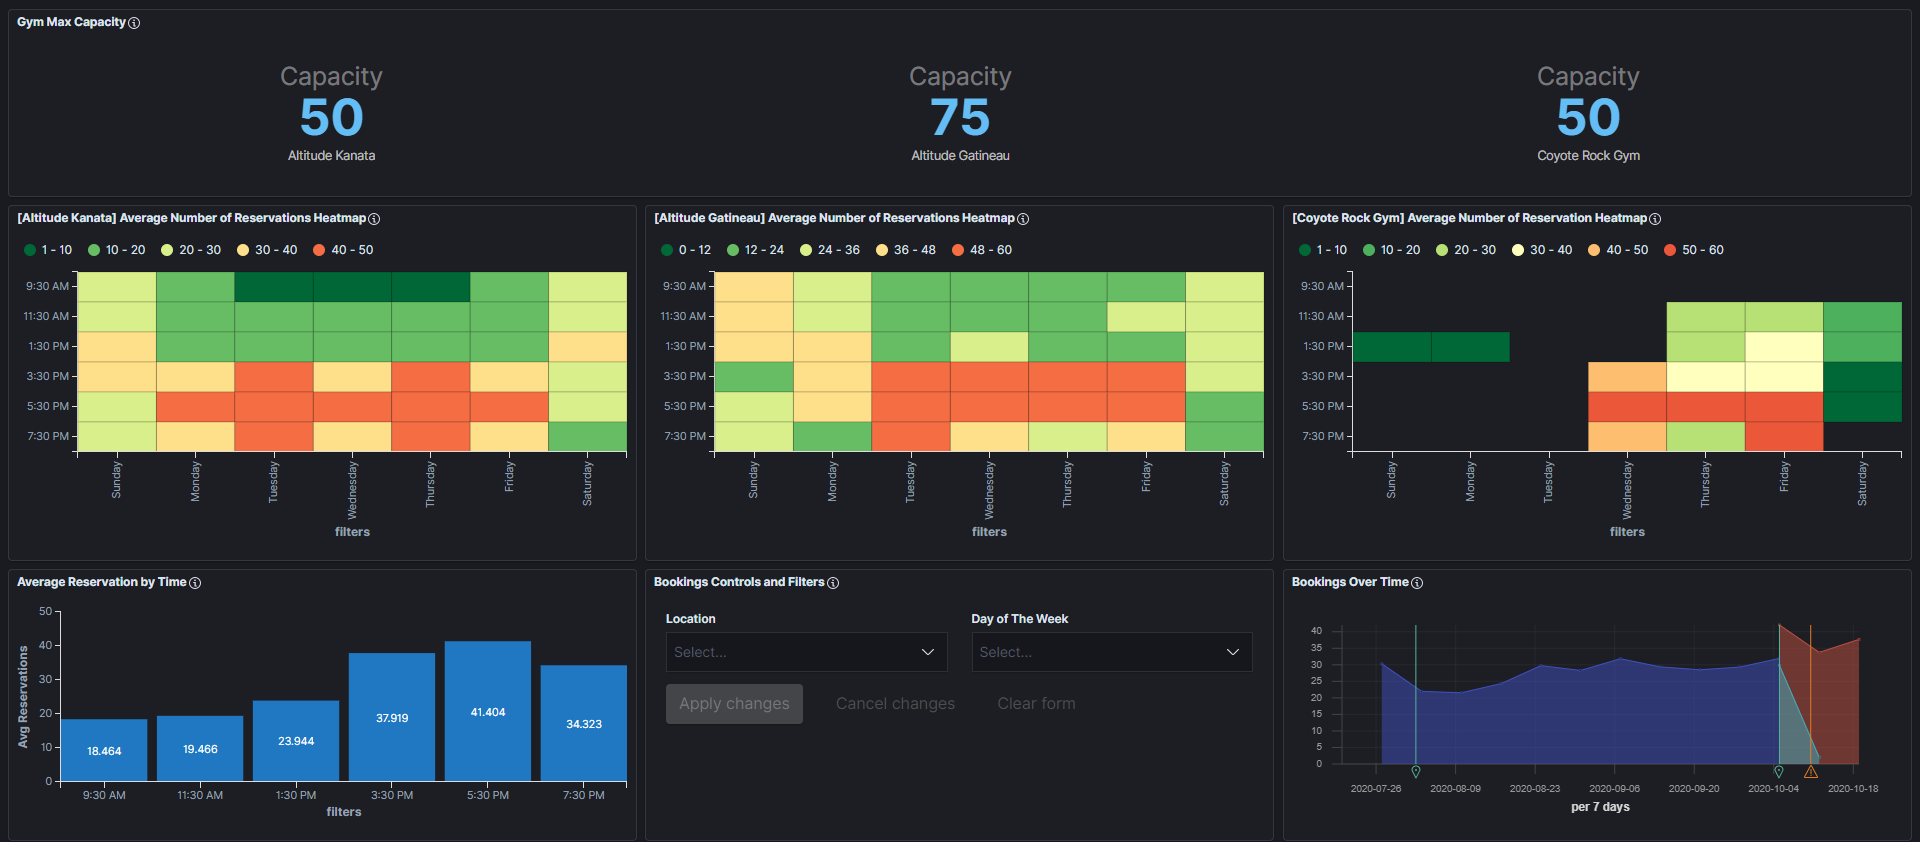 Gym Max Capacity
Capacity
50
Altitude Kanata
Capacity
75
Altitude Gatineau
Capacity
50
Coyote Rock Gym
[Altitude Kanata] Average Number of Reservations Heatmap
1 - 10 10 - 20 20 - 30 30 - 40 40 - 50
9:30 AM
11:30 AM
1:30 PM
3:30 PM
5:30 PM
7:30 PM
Sunday Monday Tuesday Wednesday Thursday Friday Saturday
filters
[Altitude Gatineau] Average Number of Reservations Heatmap
0 - 12 12 - 24 24 - 36 36 - 48 48 - 60
9:30 AM
11:30 AM
1:30 PM
3:30 PM
5:30 PM
7:30 PM
Sunday Monday Tuesday Wednesday Thursday Friday Saturday
filters
[Coyote Rock Gym] Average Number of Reservation Heatmap
1 - 10 10 - 20 20 - 30 30 - 40 40 - 50 50 - 60
9:30 AM
11:30 AM
1:30 PM
3:30 PM
5:30 PM
7:30 PM
Sunday Monday Tuesday Wednesday Thursday Friday Saturday
filters
Average Reservation by Time
Avg Reservations
50
40
30
20
10
0
18.464 19.466 23.944 37.919 41.404 34.323
9:30 AM 11:30 AM 1:30 PM 3:30 PM 5:30 PM 7:30 PM
filters
Bookings Controls and Filters
Location Day of The Week
Select... Select...
Apply changes Cancel changes Clear form
Bookings Over Time
40
35
30
25
20
15
10
5
0
2020-07-26 2020-08-09 2020-08-23 2020-09-06 2020-09-20 2020-10-04 2020-10-18
per 7 days